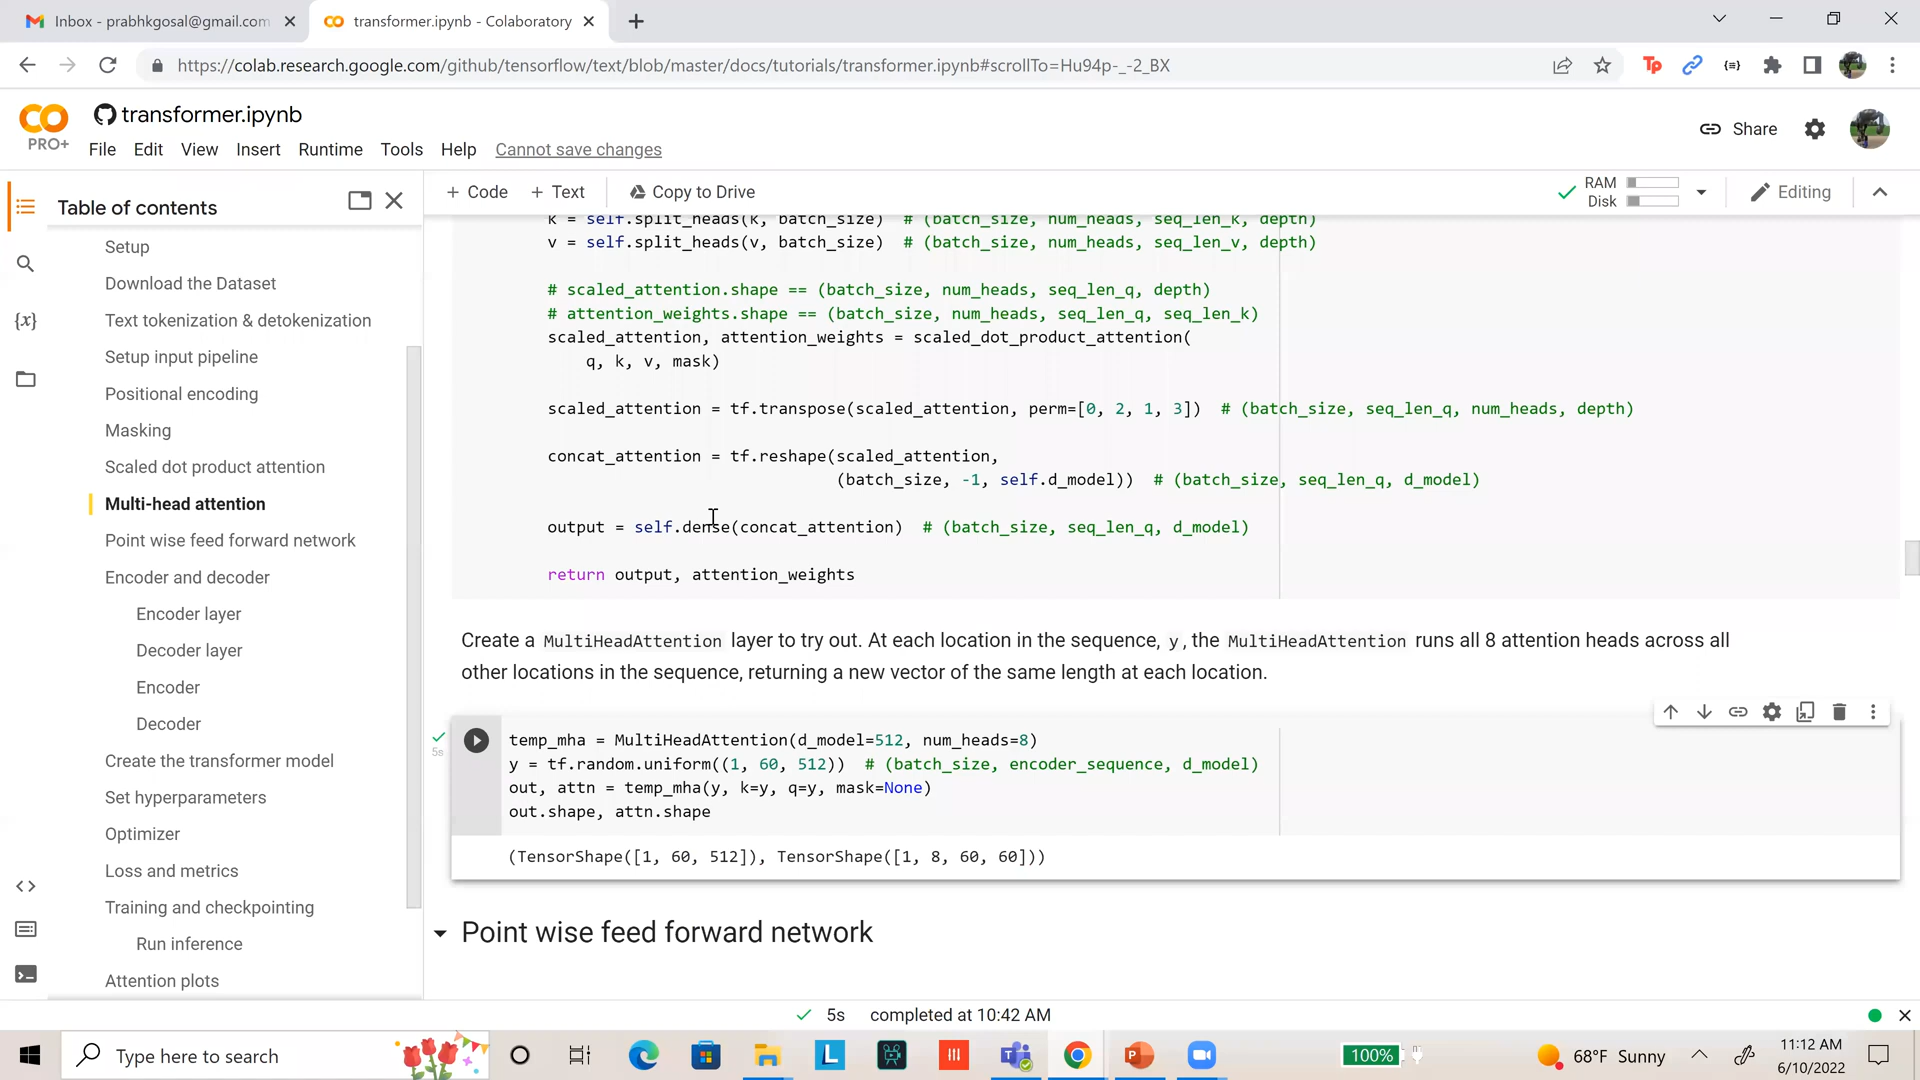 Inbox - prabhkgosal@gmail.com
transformer.ipynb - Colaboratory
https://colab.research.google.com/github/tensorflow/text/blob/master/docs/tutorials/transformer.ipynb#scrollTo=Hu94p-_-2_BX
transformer.ipynb
PRO+
File Edit View Insert Runtime Tools Help Cannot save changes
Share
Table of contents
+ Code + Text Copy to Drive
RAM
Disk
Editing
Setup
Download the Dataset
Text tokenization & detokenization
Setup input pipeline
Positional encoding
Masking
Scaled dot product attention
Multi-head attention
Point wise feed forward network
Encoder and decoder
Encoder layer
Decoder layer
Encoder
Decoder
Create the transformer model
Set hyperparameters
Optimizer
Loss and metrics
Training and checkpointing
Run inference
Attention plots
k = self.split_heads(k, batch_size)  # (batch_size, num_heads, seq_len_k, depth)
v = self.split_heads(v, batch_size)  # (batch_size, num_heads, seq_len_v, depth)
# scaled_attention.shape == (batch_size, num_heads, seq_len_q, depth)
# attention_weights.shape == (batch_size, num_heads, seq_len_q, seq_len_k)
scaled_attention, attention_weights = scaled_dot_product_attention(
q, k, v, mask)
scaled_attention = tf.transpose(scaled_attention, perm=[0, 2, 1, 3])  # (batch_size, seq_len_q, num_heads, depth)
concat_attention = tf.reshape(scaled_attention,
(batch_size, -1, self.d_model))  # (batch_size, seq_len_q, d_model)
output = self.dense(concat_attention)  # (batch_size, seq_len_q, d_model)
return output, attention_weights
Create a MultiHeadAttention layer to try out. At each location in the sequence, y, the MultiHeadAttention runs all 8 attention heads across all
other locations in the sequence, returning a new vector of the same length at each location.
5s
temp_mha = MultiHeadAttention(d_model=512, num_heads=8)
y = tf.random.uniform((1, 60, 512))  # (batch_size, encoder_sequence, d_model)
out, attn = temp_mha(y, k=y, q=y, mask=None)
out.shape, attn.shape
(TensorShape([1, 60, 512]), TensorShape([1, 8, 60, 60]))
Point wise feed forward network
5s completed at 10:42 AM
Type here to search
100%
68°F Sunny
11:12 AM
6/10/2022